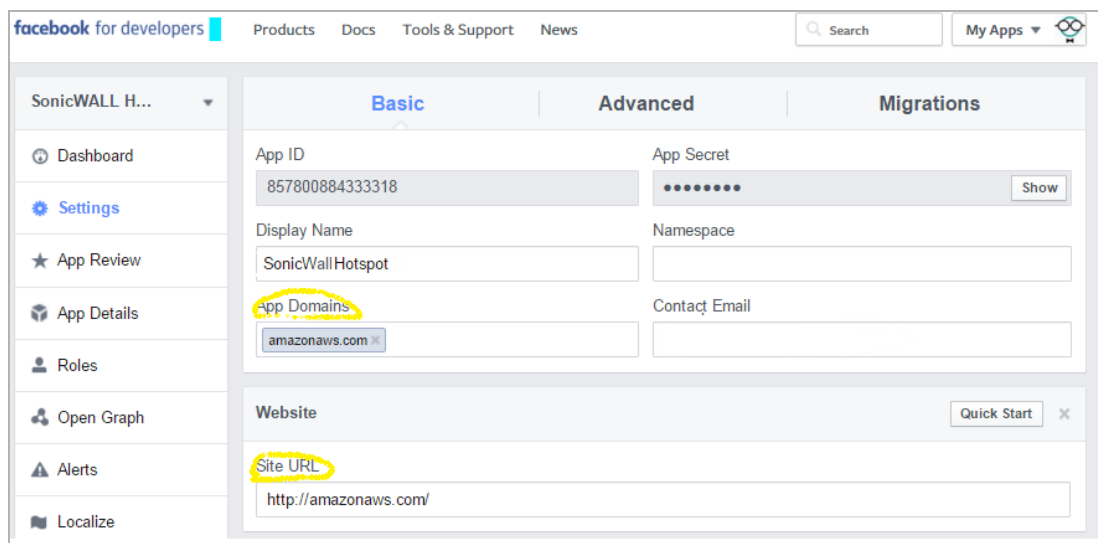 facebook for developers Products Docs Tools & Support News Search My Apps
SonicWALL H...
Dashboard
Settings
App Review
App Details
Roles
Open Graph
Alerts
Localize
Basic Advanced Migrations
App ID App Secret
857800884333318 •••••••• Show
Display Name Namespace
SonicWall Hotspot
App Domains Contact Email
amazonaws.com ×
Website Quick Start ×
Site URL
http://amazonaws.com/